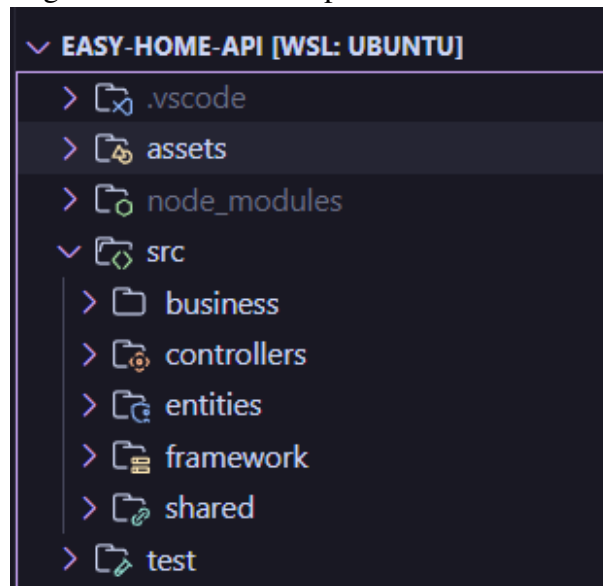 EASY-HOME-API [WSL: UBUNTU]
.vscode
assets
node_modules
src
business
controllers
entities
framework
shared
test